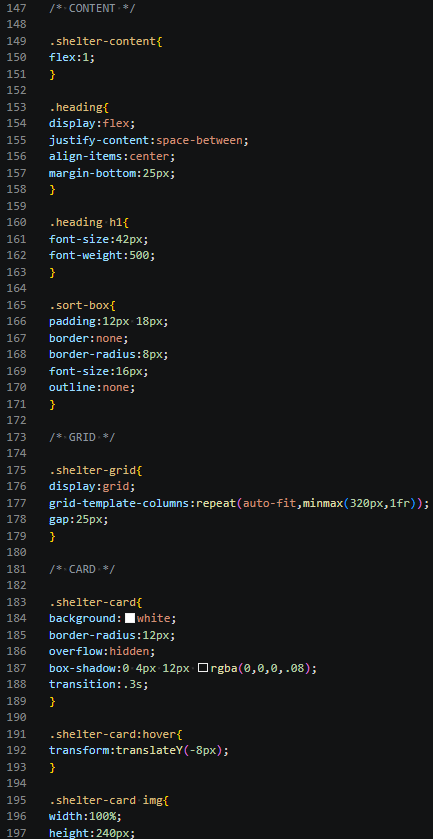 147 /* CONTENT */
148
149 .shelter-content{
150 flex:1;
151 }
152
153 .heading{
154 display:flex;
155 justify-content:space-between;
156 align-items:center;
157 margin-bottom:25px;
158 }
159
160 .heading h1{
161 font-size:42px;
162 font-weight:500;
163 }
164
165 .sort-box{
166 padding:12px 18px;
167 border:none;
168 border-radius:8px;
169 font-size:16px;
170 outline:none;
171 }
172
173 /* GRID */
174
175 .shelter-grid{
176 display:grid;
177 grid-template-columns:repeat(auto-fit,minmax(320px,1fr));
178 gap:25px;
179 }
180
181 /* CARD */
182
183 .shelter-card{
184 background:white;
185 border-radius:12px;
186 overflow:hidden;
187 box-shadow:0 4px 12px rgba(0,0,0,.08);
188 transition:.3s;
189 }
190
191 .shelter-card:hover{
192 transform:translateY(-8px);
193 }
194
195 .shelter-card img{
196 width:100%;
197 height:240px;